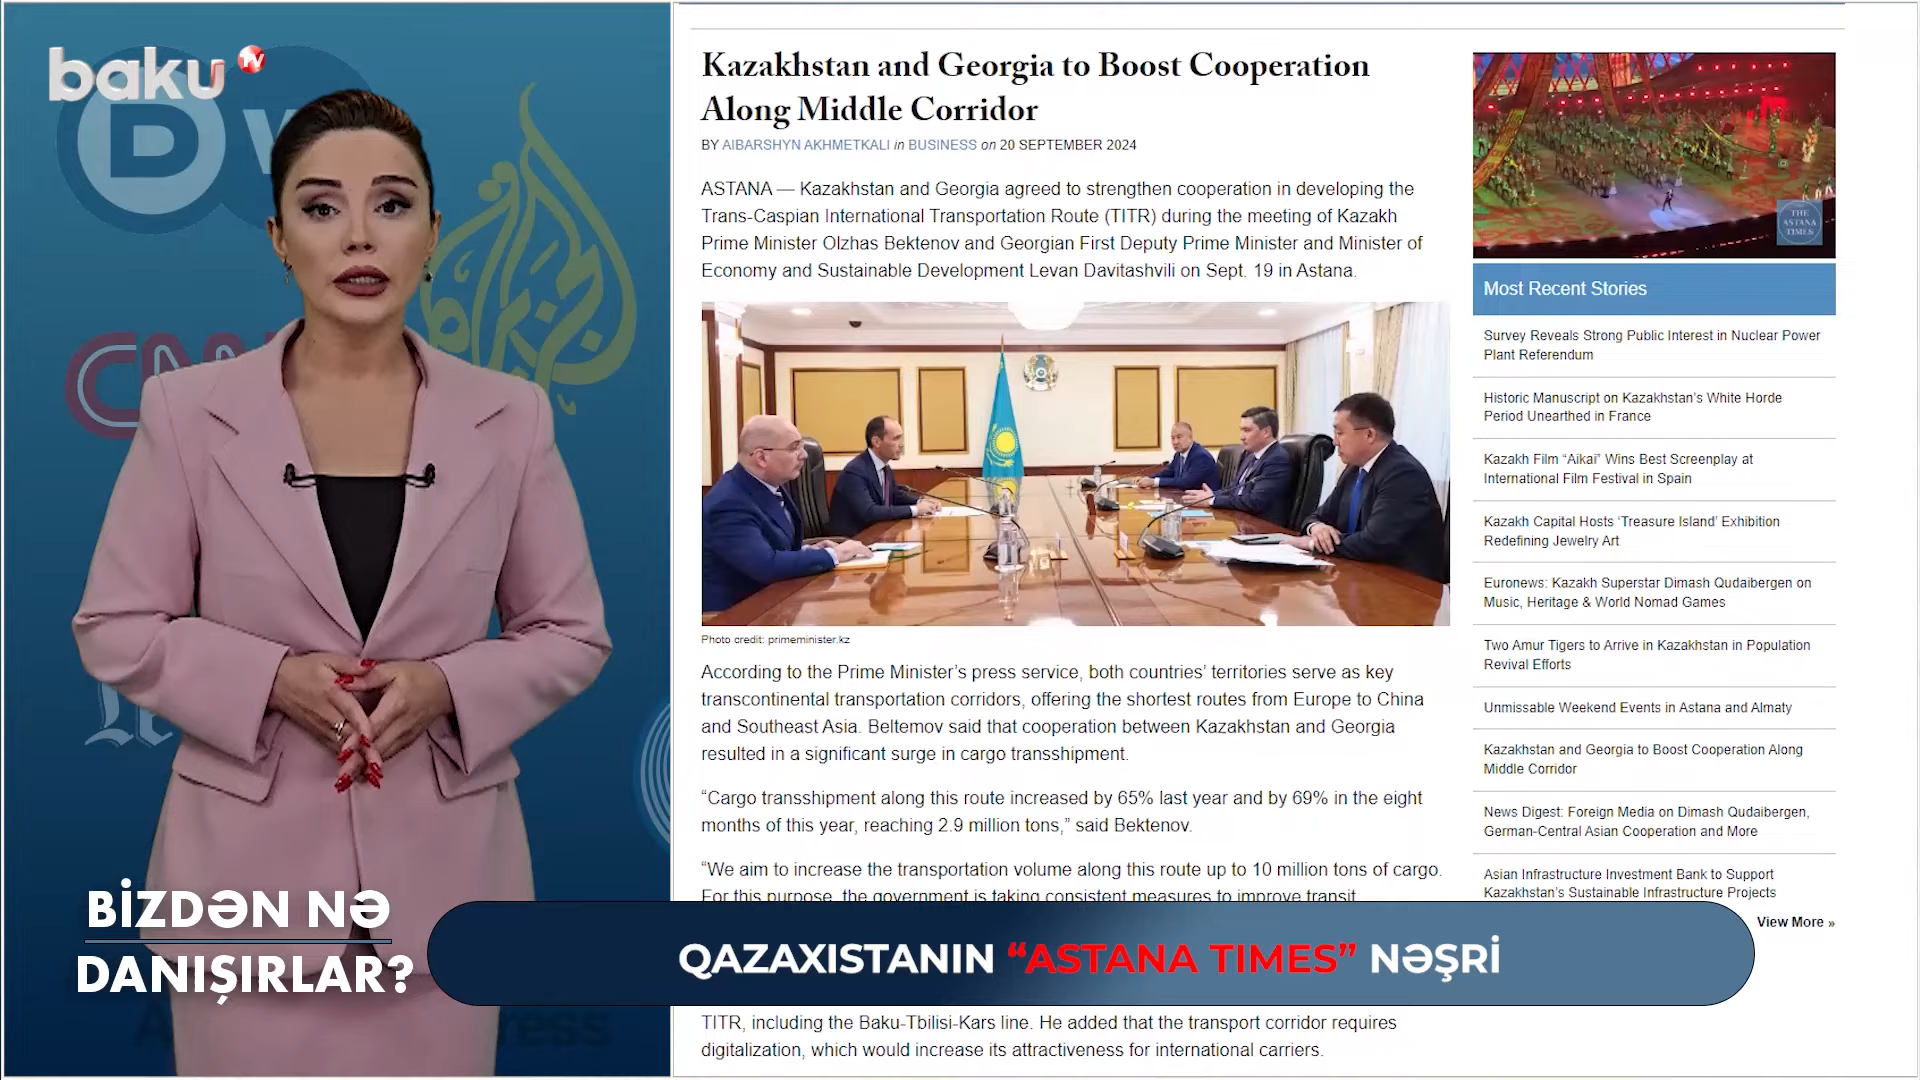 baku TV
D W
CNN
Kazakhstan and Georgia to Boost Cooperation
Along Middle Corridor
BY AIBARSHYN AKHMETKALI in BUSINESS on 20 SEPTEMBER 2024
ASTANA — Kazakhstan and Georgia agreed to strengthen cooperation in developing the
Trans-Caspian International Transportation Route (TITR) during the meeting of Kazakh
Prime Minister Olzhas Bektenov and Georgian First Deputy Prime Minister and Minister of
Economy and Sustainable Development Levan Davitashvili on Sept. 19 in Astana.
Photo credit: primeminister.kz
According to the Prime Minister’s press service, both countries’ territories serve as key
transcontinental transportation corridors, offering the shortest routes from Europe to China
and Southeast Asia. Beltemov said that cooperation between Kazakhstan and Georgia
resulted in a significant surge in cargo transshipment.
“Cargo transshipment along this route increased by 65% last year and by 69% in the eight
months of this year, reaching 2.9 million tons,” said Bektenov.
“We aim to increase the transportation volume along this route up to 10 million tons of cargo.
For this purpose, the government is taking consistent measures to improve transit
TITR, including the Baku-Tbilisi-Kars line. He added that the transport corridor requires
digitalization, which would increase its attractiveness for international carriers.
THE
ASTANA
TIMES
Most Recent Stories
Survey Reveals Strong Public Interest in Nuclear Power
Plant Referendum
Historic Manuscript on Kazakhstan’s White Horde
Period Unearthed in France
Kazakh Film “Aikai” Wins Best Screenplay at
International Film Festival in Spain
Kazakh Capital Hosts ‘Treasure Island’ Exhibition
Redefining Jewelry Art
Euronews: Kazakh Superstar Dimash Qudaibergen on
Music, Heritage & World Nomad Games
Two Amur Tigers to Arrive in Kazakhstan in Population
Revival Efforts
Unmissable Weekend Events in Astana and Almaty
Kazakhstan and Georgia to Boost Cooperation Along
Middle Corridor
News Digest: Foreign Media on Dimash Qudaibergen,
German-Central Asian Cooperation and More
Asian Infrastructure Investment Bank to Support
Kazakhstan’s Sustainable Infrastructure Projects
View More »
BİZDƏN NƏ
DANIŞIRLAR?
QAZAXISTANIN “ASTANA TIMES” NƏŞRİ